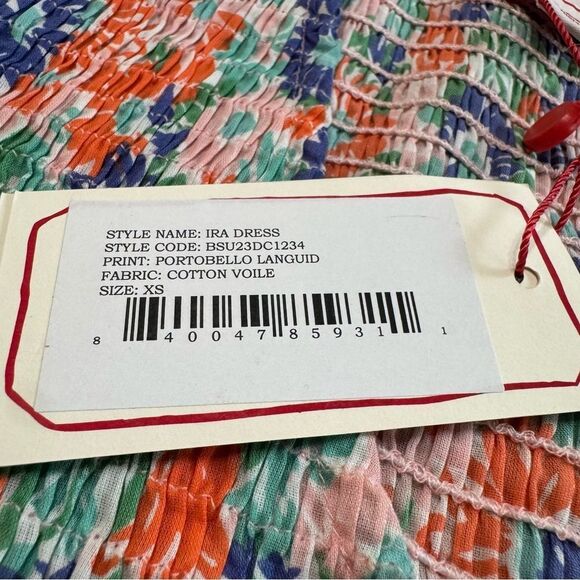 STYLE NAME: IRA DRESS
STYLE CODE: BSU23DC1234
PRINT: PORTOBELLO LANGUID
FABRIC: COTTON VOILE
SIZE: XS
8 40047 85931 1